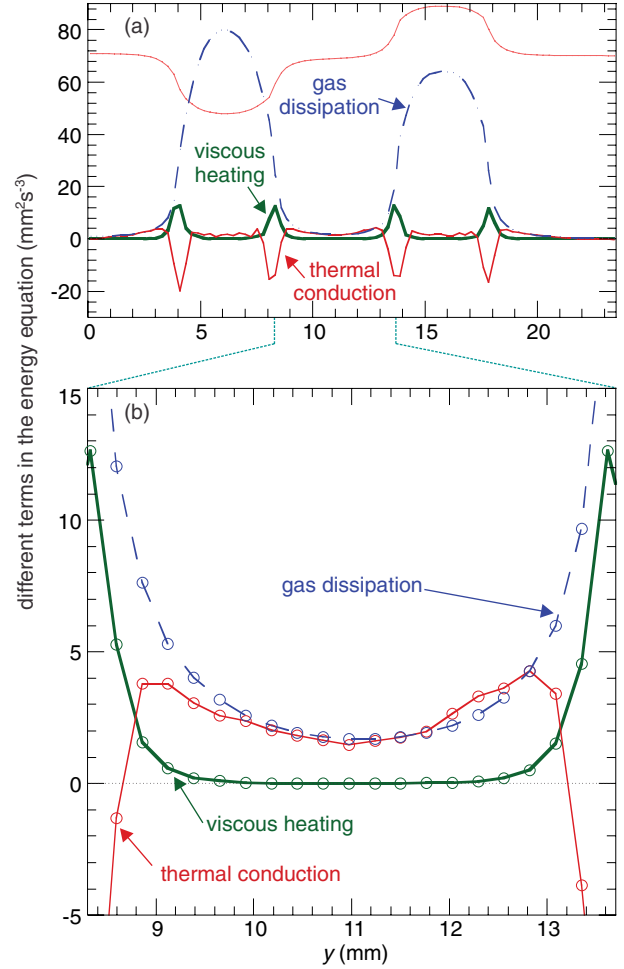 different terms in the energy equation (mm²s⁻³)
(a)
80
60
40
20
0
-20
gas
dissipation
viscous
heating
thermal
conduction
0 5 10 15 20
(b)
15
10
5
0
-5
gas dissipation
viscous heating
thermal conduction
9 10 11 12 13
y (mm)